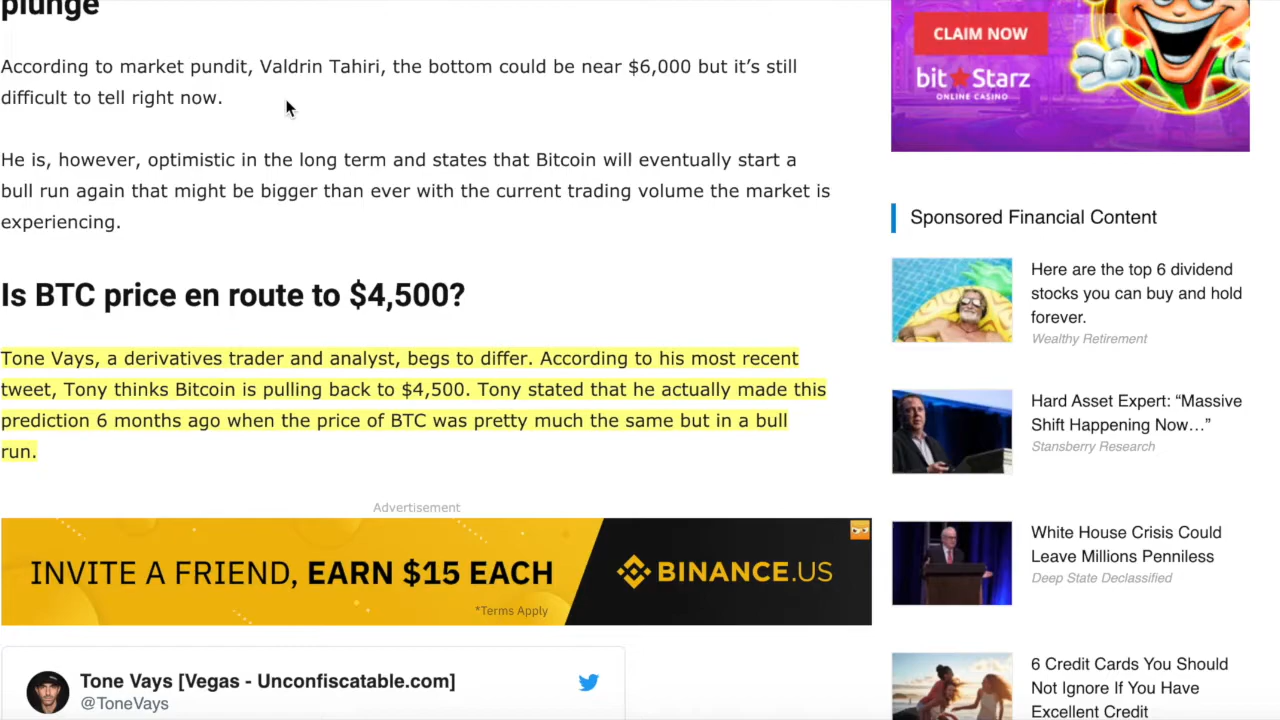 plunge
According to market pundit, Valdrin Tahiri, the bottom could be near $6,000 but it’s still
difficult to tell right now.
He is, however, optimistic in the long term and states that Bitcoin will eventually start a
bull run again that might be bigger than ever with the current trading volume the market is
experiencing.
Is BTC price en route to $4,500?
Tone Vays, a derivatives trader and analyst, begs to differ. According to his most recent
tweet, Tony thinks Bitcoin is pulling back to $4,500. Tony stated that he actually made this
prediction 6 months ago when the price of BTC was pretty much the same but in a bull
run.
Advertisement
INVITE A FRIEND, EARN $15 EACH
*Terms Apply
BINANCE.US
Tone Vays [Vegas - Unconfiscatable.com]
@ToneVays
CLAIM NOW
bit Starz
ONLINE CASINO
Sponsored Financial Content
Here are the top 6 dividend
stocks you can buy and hold
forever.
Wealthy Retirement
Hard Asset Expert: “Massive
Shift Happening Now…”
Stansberry Research
White House Crisis Could
Leave Millions Penniless
Deep State Declassified
6 Credit Cards You Should
Not Ignore If You Have
Excellent Credit